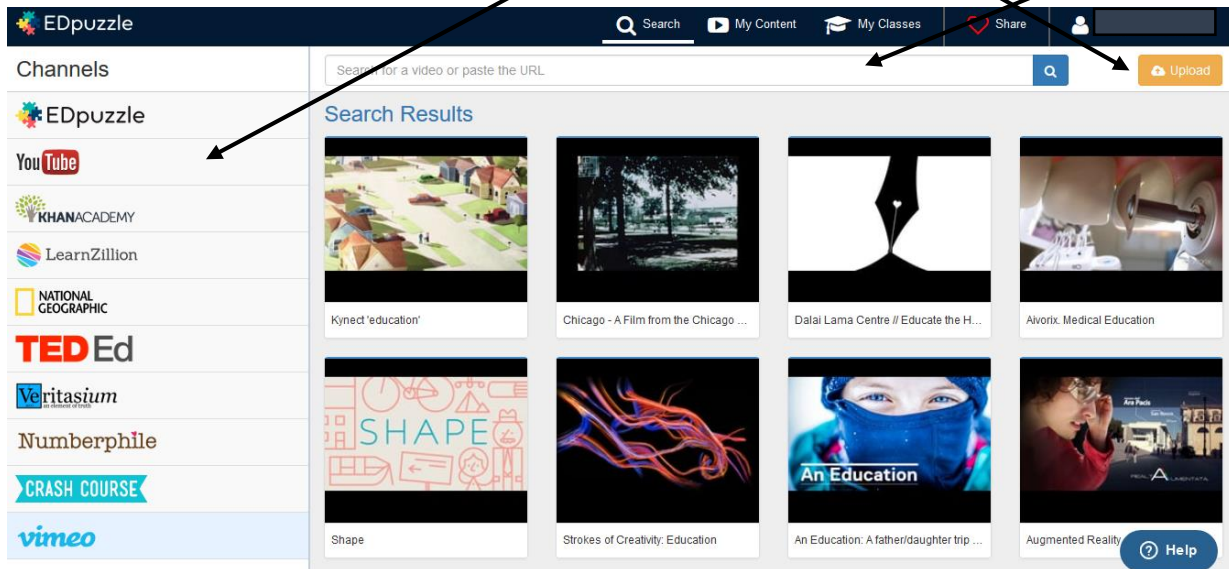 EDpuzzle
Search
My Content
My Classes
Share
Channels
Search for a video or paste the URL
Upload
EDpuzzle
YouTube
KHANACADEMY
LearnZillion
NATIONAL
GEOGRAPHIC
TEDEd
Veritasium
an element of truth
Numberphile
CRASH COURSE
vimeo
Search Results
Kynect 'education'
Chicago - A Film from the Chicago ...
Dalai Lama Centre // Educate the H...
Aivorix. Medical Education
SHAPE
An Education
Shape
Strokes of Creativity: Education
An Education: A father/daughter trip ...
Augmented Reality
Help